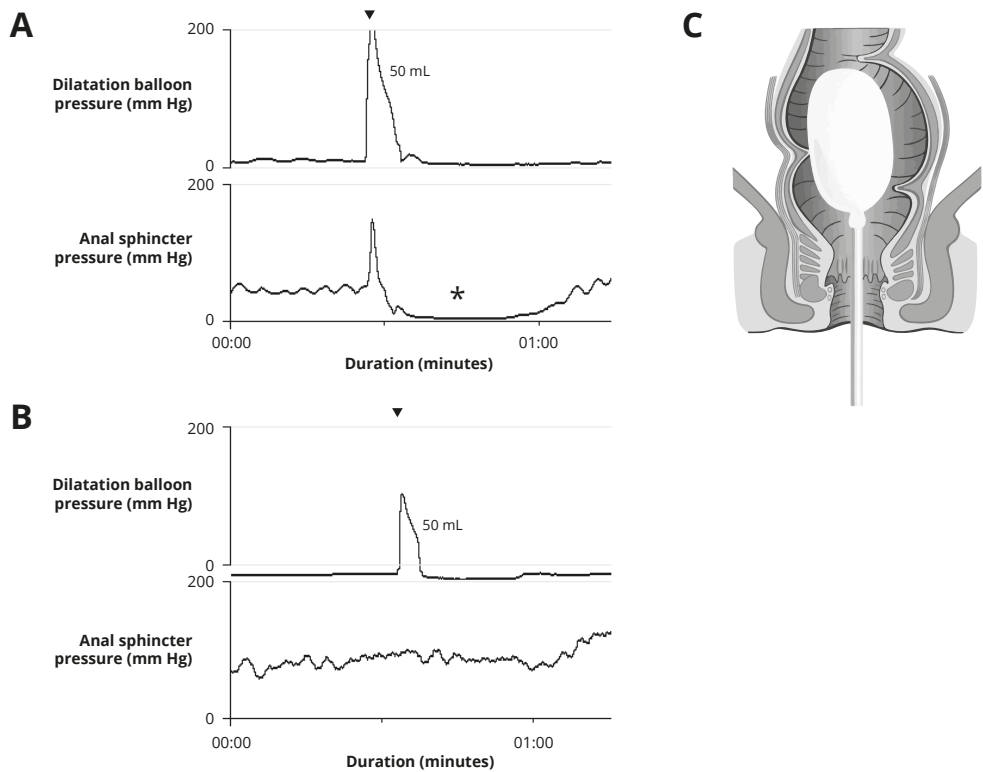 A
C
200
Dilatation balloon
pressure (mm Hg)
50 mL
0
200
Anal sphincter
pressure (mm Hg)
*
0
00:00
01:00
Duration (minutes)
B
200
Dilatation balloon
pressure (mm Hg)
50 mL
0
200
Anal sphincter
pressure (mm Hg)
0
00:00
01:00
Duration (minutes)